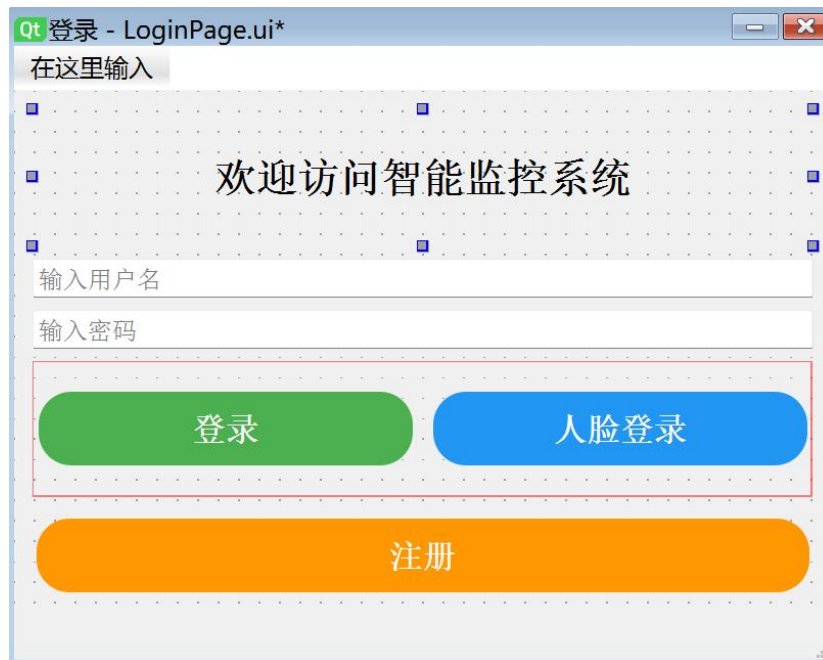 Qt 登录 - LoginPage.ui*
在这里输入
欢迎访问智能监控系统
输入用户名
输入密码
登录 人脸登录
注册